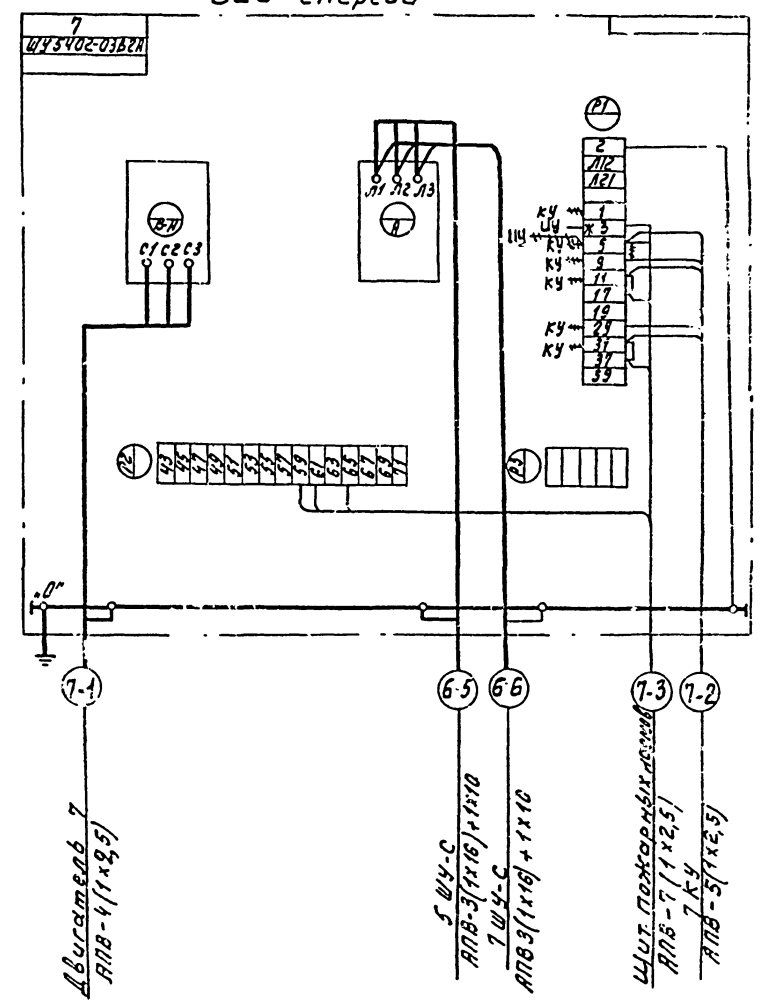 Вид спереди
7
ШУ5402-03В2А
Р1
2
Л12
Л21
1
Ж 3
5
9
11
17
19
29
31
37
39
КУ
ПУ
ШУ
КУ
КУ
КУ
КУ
КУ
Л1 Л2 Л3
А
В-Н
С1 С2 С3
Р2
43 45 47 49 51 53 55 57 59 61 63 65 67 69 71
Р3
„0"
7-1
6-5
6-6
7-3
7-2
Двигатель 7
АПВ-4(1х2,5)
5 ШУ-С
АПВ-3(1х16)+1х10
7 ШУ-С
АПВ3(1х16)+1х10
Щит пожарных
АПВ-7(1х2,5)
7 КУ
АПВ-5(1х2,5)